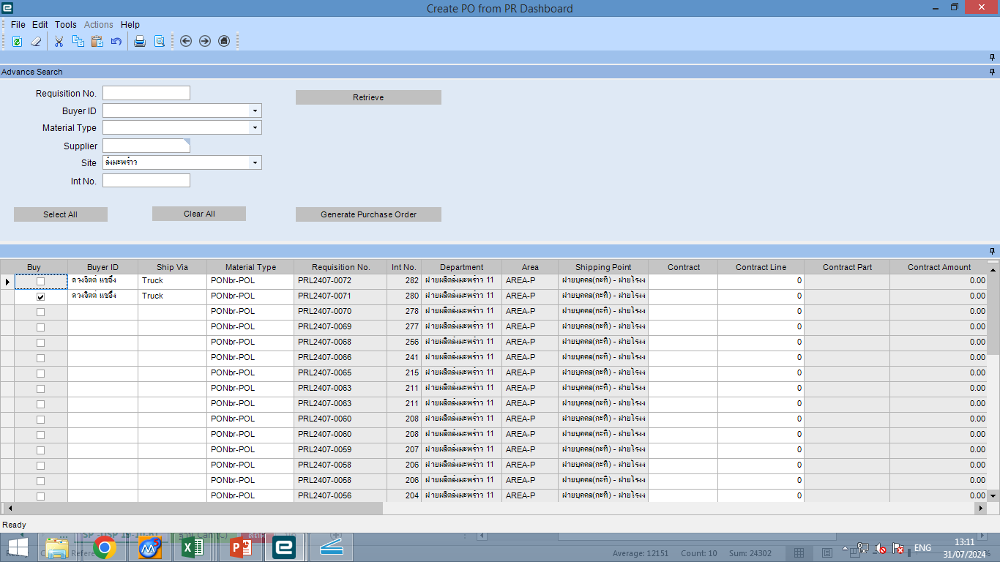 Create PO from PR Dashboard
File Edit Tools Actions Help
Advance Search
Requisition No.
Retrieve
Buyer ID
Material Type
Supplier
Site ล้งมะพร้าว
Int No.
Select All Clear All Generate Purchase Order
Buy Buyer ID Ship Via Material Type Requisition No. Int No. Department Area Shipping Point Contract Contract Line Contract Part Contract Amount
Truck PONbr-POL PRL2407-0072 282 ฝ่ายผลิตล้งมะพร้าว 11 AREA-P ฝ่ายบุคคล(กะทิ) - ฝ่ายโรงง 0 0.00
Truck PONbr-POL PRL2407-0071 280 ฝ่ายผลิตล้งมะพร้าว 11 AREA-P ฝ่ายบุคคล(กะทิ) - ฝ่ายโรงง 0 0.00
PONbr-POL PRL2407-0070 278 ฝ่ายผลิตล้งมะพร้าว 11 AREA-P ฝ่ายบุคคล(กะทิ) - ฝ่ายโรงง 0 0.00
PONbr-POL PRL2407-0069 277 ฝ่ายผลิตล้งมะพร้าว 11 AREA-P ฝ่ายบุคคล(กะทิ) - ฝ่ายโรงง 0 0.00
PONbr-POL PRL2407-0068 256 ฝ่ายผลิตล้งมะพร้าว 11 AREA-P ฝ่ายบุคคล(กะทิ) - ฝ่ายโรงง 0 0.00
PONbr-POL PRL2407-0066 241 ฝ่ายผลิตล้งมะพร้าว 11 AREA-P ฝ่ายบุคคล(กะทิ) - ฝ่ายโรงง 0 0.00
PONbr-POL PRL2407-0065 215 ฝ่ายผลิตล้งมะพร้าว 11 AREA-P ฝ่ายบุคคล(กะทิ) - ฝ่ายโรงง 0 0.00
PONbr-POL PRL2407-0063 211 ฝ่ายผลิตล้งมะพร้าว 11 AREA-P ฝ่ายบุคคล(กะทิ) - ฝ่ายโรงง 0 0.00
PONbr-POL PRL2407-0063 211 ฝ่ายผลิตล้งมะพร้าว 11 AREA-P ฝ่ายบุคคล(กะทิ) - ฝ่ายโรงง 0 0.00
PONbr-POL PRL2407-0060 208 ฝ่ายผลิตล้งมะพร้าว 11 AREA-P ฝ่ายบุคคล(กะทิ) - ฝ่ายโรงง 0 0.00
PONbr-POL PRL2407-0060 208 ฝ่ายผลิตล้งมะพร้าว 11 AREA-P ฝ่ายบุคคล(กะทิ) - ฝ่ายโรงง 0 0.00
PONbr-POL PRL2407-0059 207 ฝ่ายผลิตล้งมะพร้าว 11 AREA-P ฝ่ายบุคคล(กะทิ) - ฝ่ายโรงง 0 0.00
PONbr-POL PRL2407-0058 206 ฝ่ายผลิตล้งมะพร้าว 11 AREA-P ฝ่ายบุคคล(กะทิ) - ฝ่ายโรงง 0 0.00
PONbr-POL PRL2407-0058 206 ฝ่ายผลิตล้งมะพร้าว 11 AREA-P ฝ่ายบุคคล(กะทิ) - ฝ่ายโรงง 0 0.00
PONbr-POL PRL2407-0056 204 ฝ่ายผลิตล้งมะพร้าว 11 AREA-P ฝ่ายบุคคล(กะทิ) - ฝ่ายโรงง 0 0.00
Ready
Average: 12151 Count: 10 Sum: 24302
ENG
13:11
31/07/2024